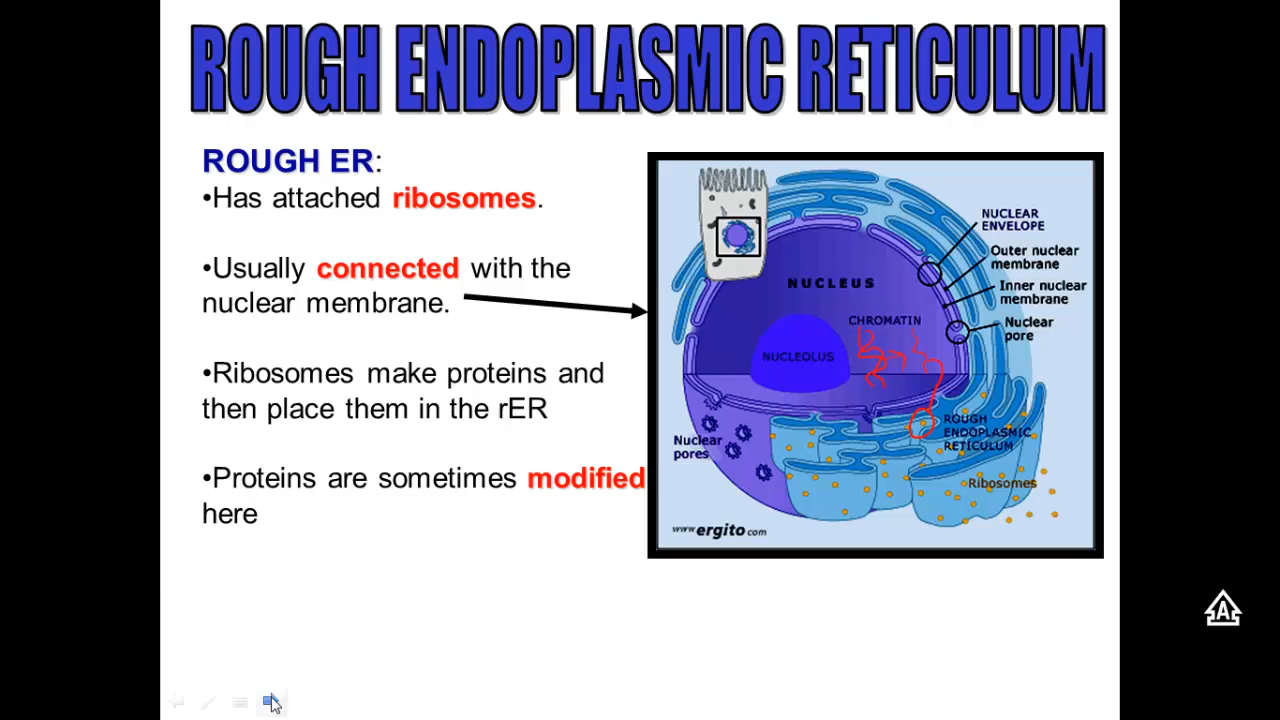 ROUGH ENDOPLASMIC RETICULUM
ROUGH ER:
•Has attached ribosomes.
•Usually connected with the
nuclear membrane.
•Ribosomes make proteins and
then place them in the rER
•Proteins are sometimes modified
here
NUCLEAR
ENVELOPE
Outer nuclear
membrane
Inner nuclear
membrane
Nuclear
pore
NUCLEUS
CHROMATIN
NUCLEOLUS
ROUGH
ENDOPLASMIC
RETICULUM
Nuclear
pores
Ribosomes
www.ergito.com
A